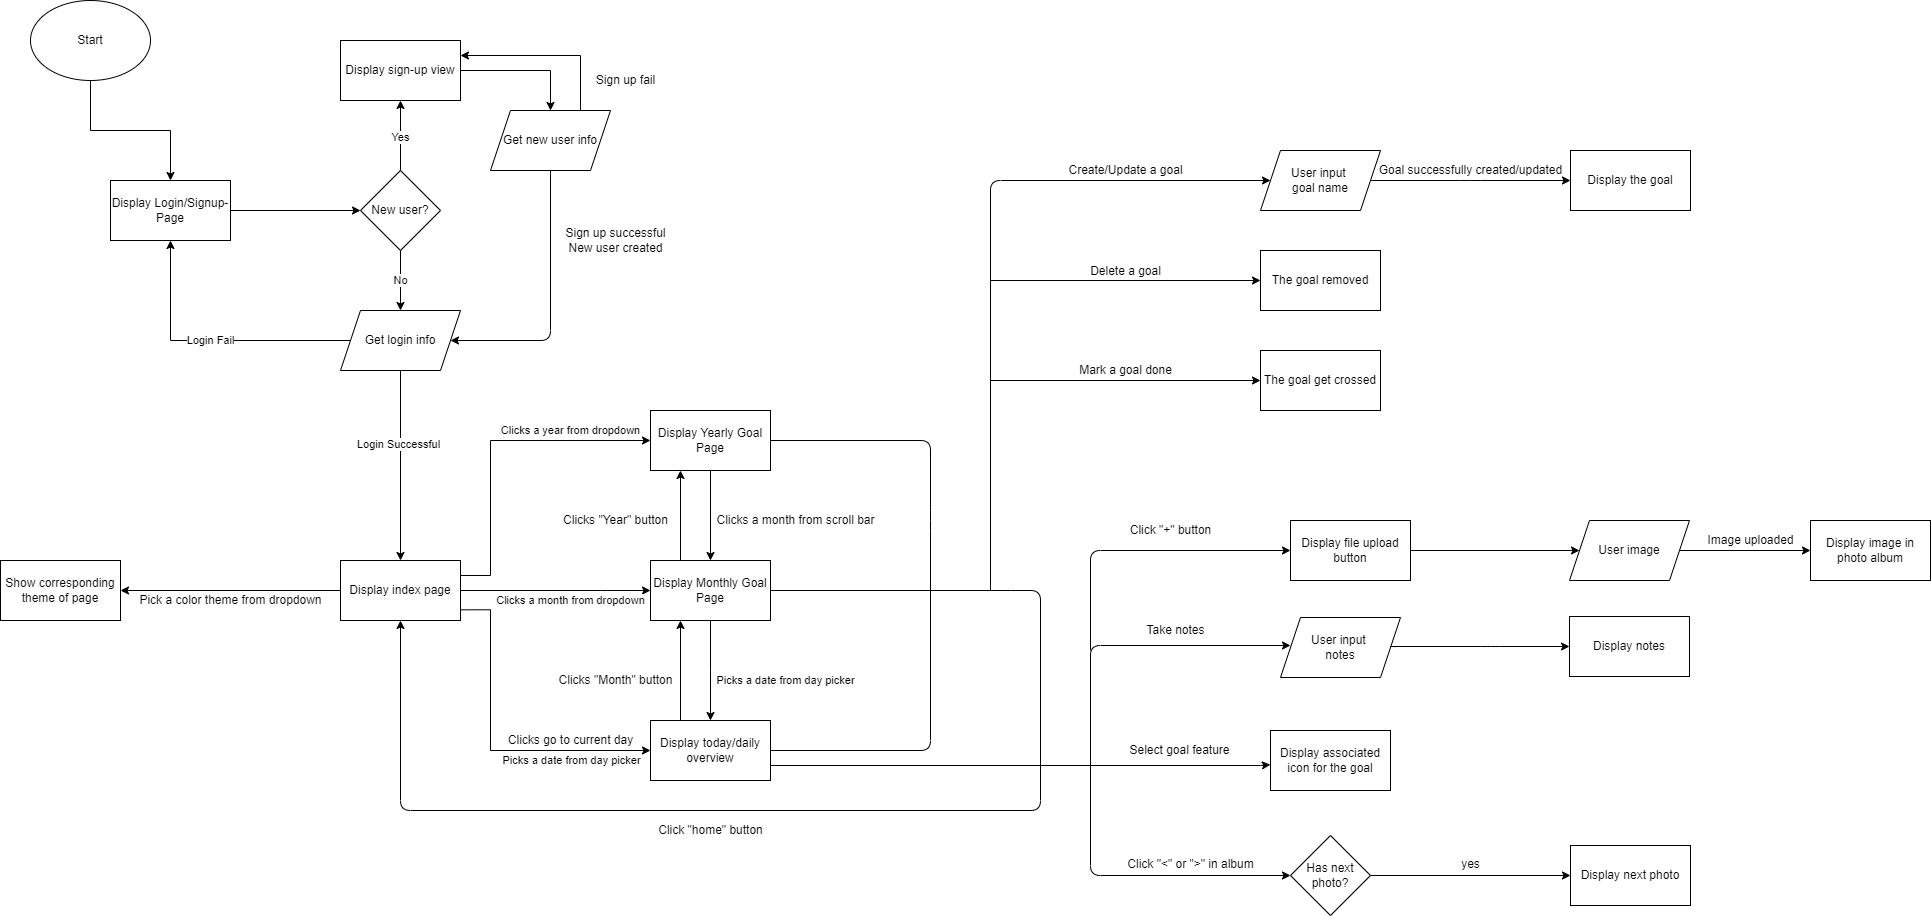 Start
Display sign-up view
Sign up fail
Get new user info
Yes
New user?
Display Login/Signup-
Page
Sign up successful
New user created
No
Get login info
Login Fail
Login Successful
Create/Update a goal
User input
goal name
Goal successfully created/updated
Display the goal
Delete a goal
The goal removed
Mark a goal done
The goal get crossed
Clicks a year from dropdown
Display Yearly Goal
Page
Clicks "Year" button
Clicks a month from scroll bar
Show corresponding
theme of page
Pick a color theme from dropdown
Display index page
Clicks a month from dropdown
Display Monthly Goal
Page
Clicks "Month" button
Picks a date from day picker
Clicks go to current day
Picks a date from day picker
Display today/daily
overview
Click "home" button
Click "+" button
Display file upload
button
User image
Image uploaded
Display image in
photo album
Take notes
User input
notes
Display notes
Select goal feature
Display associated
icon for the goal
Click "<" or ">" in album
Has next
photo?
yes
Display next photo